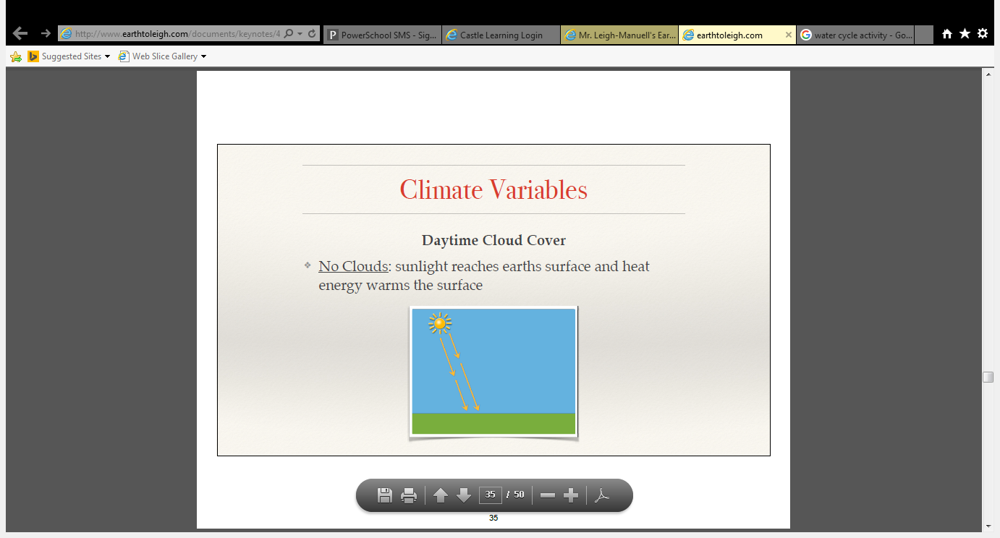 http://www.earthtoleigh.com/documents/keynotes/4
PowerSchool SMS - Sig...
Castle Learning Login
Mr. Leigh-Manuell's Ear...
earthtoleigh.com
water cycle activity - Go...
Suggested Sites
Web Slice Gallery
Climate Variables
Daytime Cloud Cover
No Clouds: sunlight reaches earths surface and heat
energy warms the surface
35 / 50
35